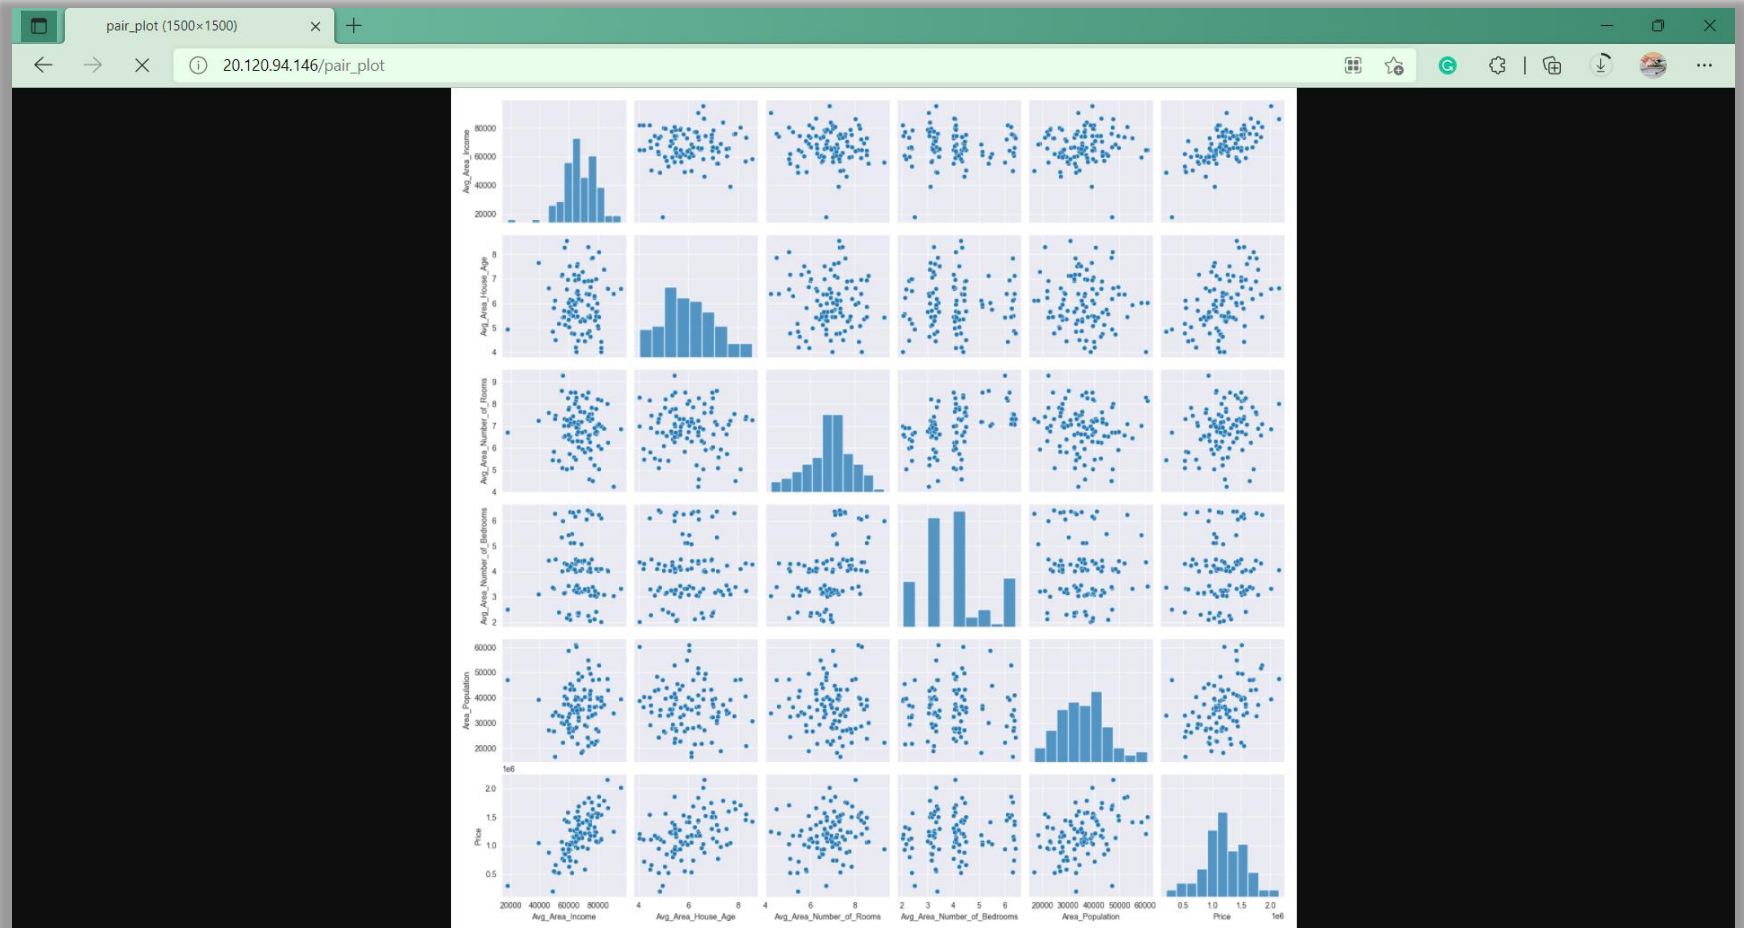 pair_plot (1500×1500)
20.120.94.146/pair_plot
Avg_Area_Income
80000
60000
40000
20000
Avg_Area_House_Age
8
7
6
5
4
Avg_Area_Number_of_Rooms
9
8
7
6
5
4
Avg_Area_Number_of_Bedrooms
6
5
4
3
2
Area_Population
60000
50000
40000
30000
20000
1e6
Price
2.0
1.5
1.0
0.5
20000 40000 60000 80000 4 6 8 4 6 8 2 3 4 5 6 20000 30000 40000 50000 60000 0.5 1.0 1.5 2.0
Avg_Area_Income Avg_Area_House_Age Avg_Area_Number_of_Rooms Avg_Area_Number_of_Bedrooms Area_Population Price 1e6